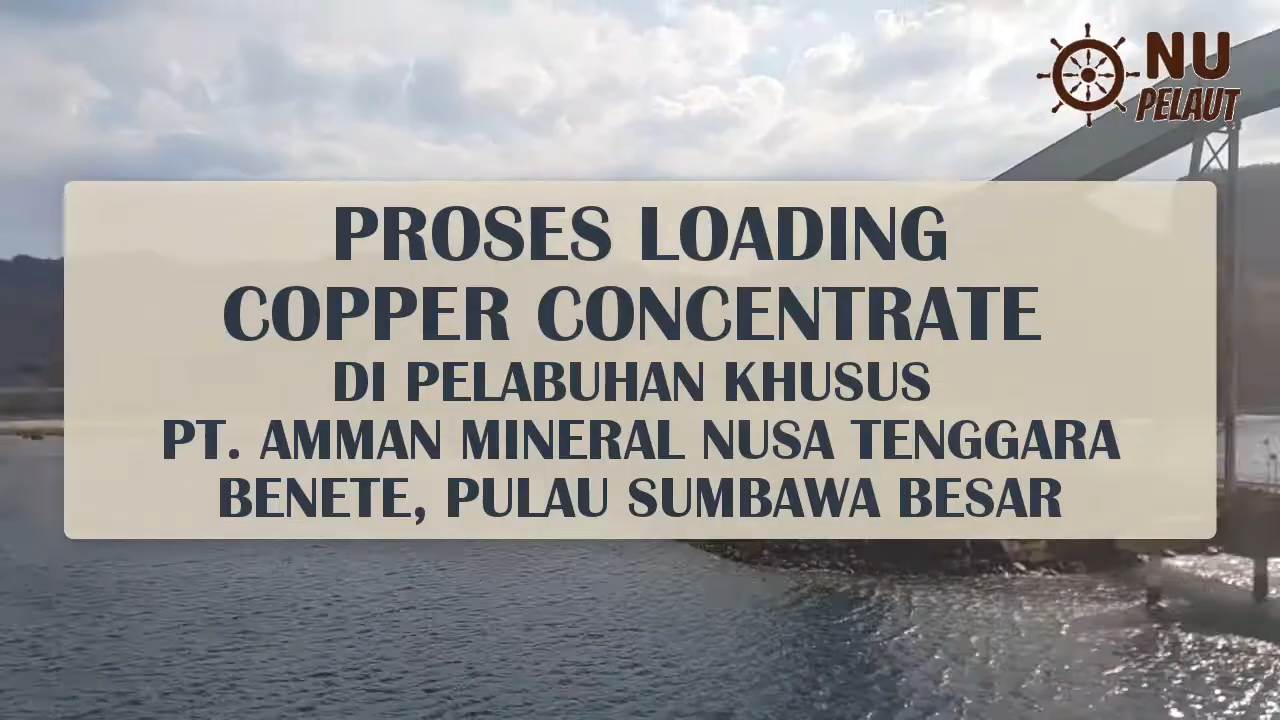 NU
PELAUT
PROSES LOADING
COPPER CONCENTRATE
DI PELABUHAN KHUSUS
PT. AMMAN MINERAL NUSA TENGGARA
BENETE, PULAU SUMBAWA BESAR